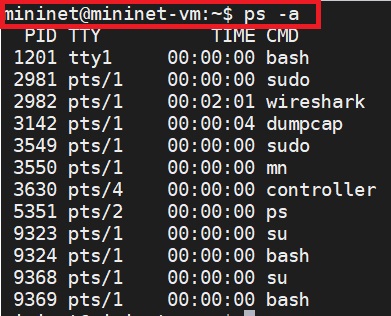 mininet@mininet-vm:~$ ps -a
PID TTY TIME CMD
1201 tty1 00:00:00 bash
2981 pts/1 00:00:00 sudo
2982 pts/1 00:02:01 wireshark
3142 pts/1 00:00:04 dumpcap
3549 pts/1 00:00:00 sudo
3550 pts/1 00:00:00 mn
3630 pts/4 00:00:00 controller
5351 pts/2 00:00:00 ps
9323 pts/1 00:00:00 su
9324 pts/1 00:00:00 bash
9368 pts/1 00:00:00 su
9369 pts/1 00:00:00 bash